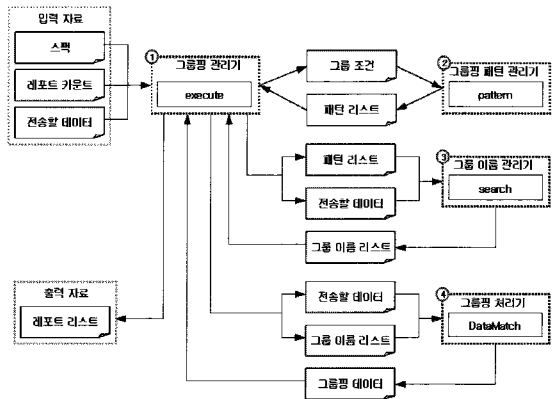 입력 자료
스팩
레포트 카운트
전송할 데이터
①
그룹핑 관리기
execute
그룹 조건
패턴 리스트
②
그룹핑 패턴 관리기
pattern
패턴 리스트
전송할 데이터
③
그룹 이름 관리기
search
그룹 이름 리스트
출력 자료
레포트 리스트
전송할 데이터
그룹 이름 리스트
④
그룹핑 처리기
DataMatch
그룹핑 데이터